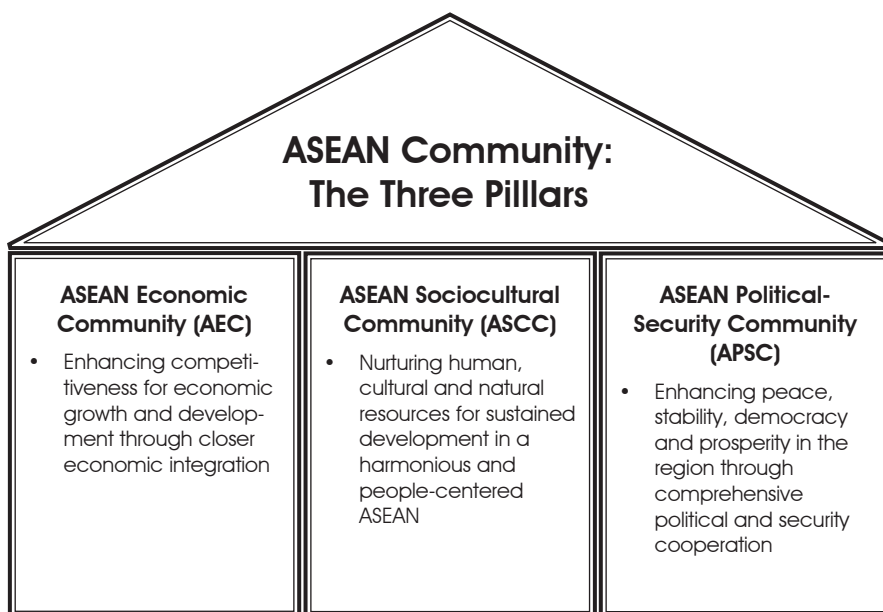 ASEAN Community:
The Three Pilllars
ASEAN Economic
Community (AEC)
• Enhancing competi-
tiveness for economic
growth and develop-
ment through closer
economic integration
ASEAN Sociocultural
Community (ASCC)
• Nurturing human,
cultural and natural
resources for sustained
development in a
harmonious and
people-centered
ASEAN
ASEAN Political-
Security Community
(APSC)
• Enhancing peace,
stability, democracy
and prosperity in the
region through
comprehensive
political and security
cooperation